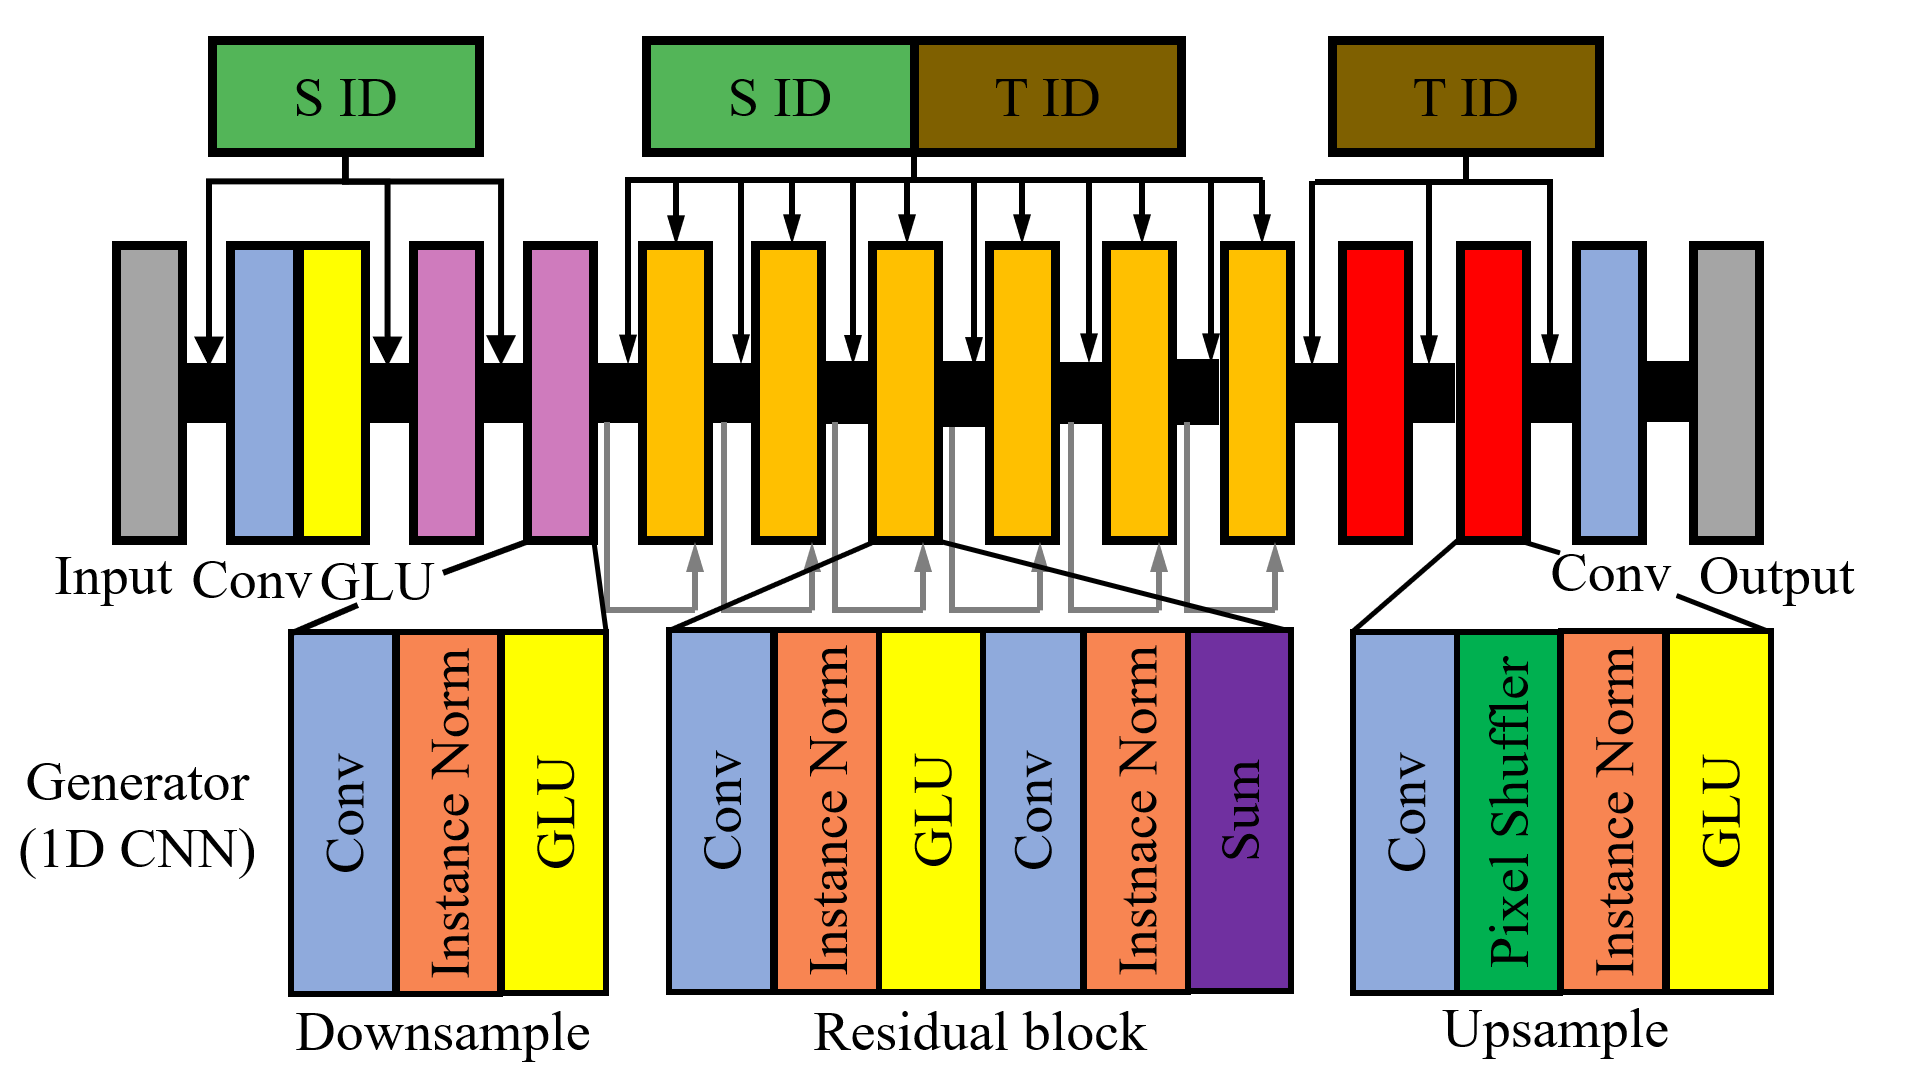 S ID
S ID
T ID
T ID
Input
Conv
GLU
Conv
Output
Generator
(1D CNN)
Conv
Instance Norm
GLU
Conv
Instance Norm
GLU
Conv
Instnace Norm
Sum
Conv
Pixel Shuffler
Instance Norm
GLU
Downsample
Residual block
Upsample